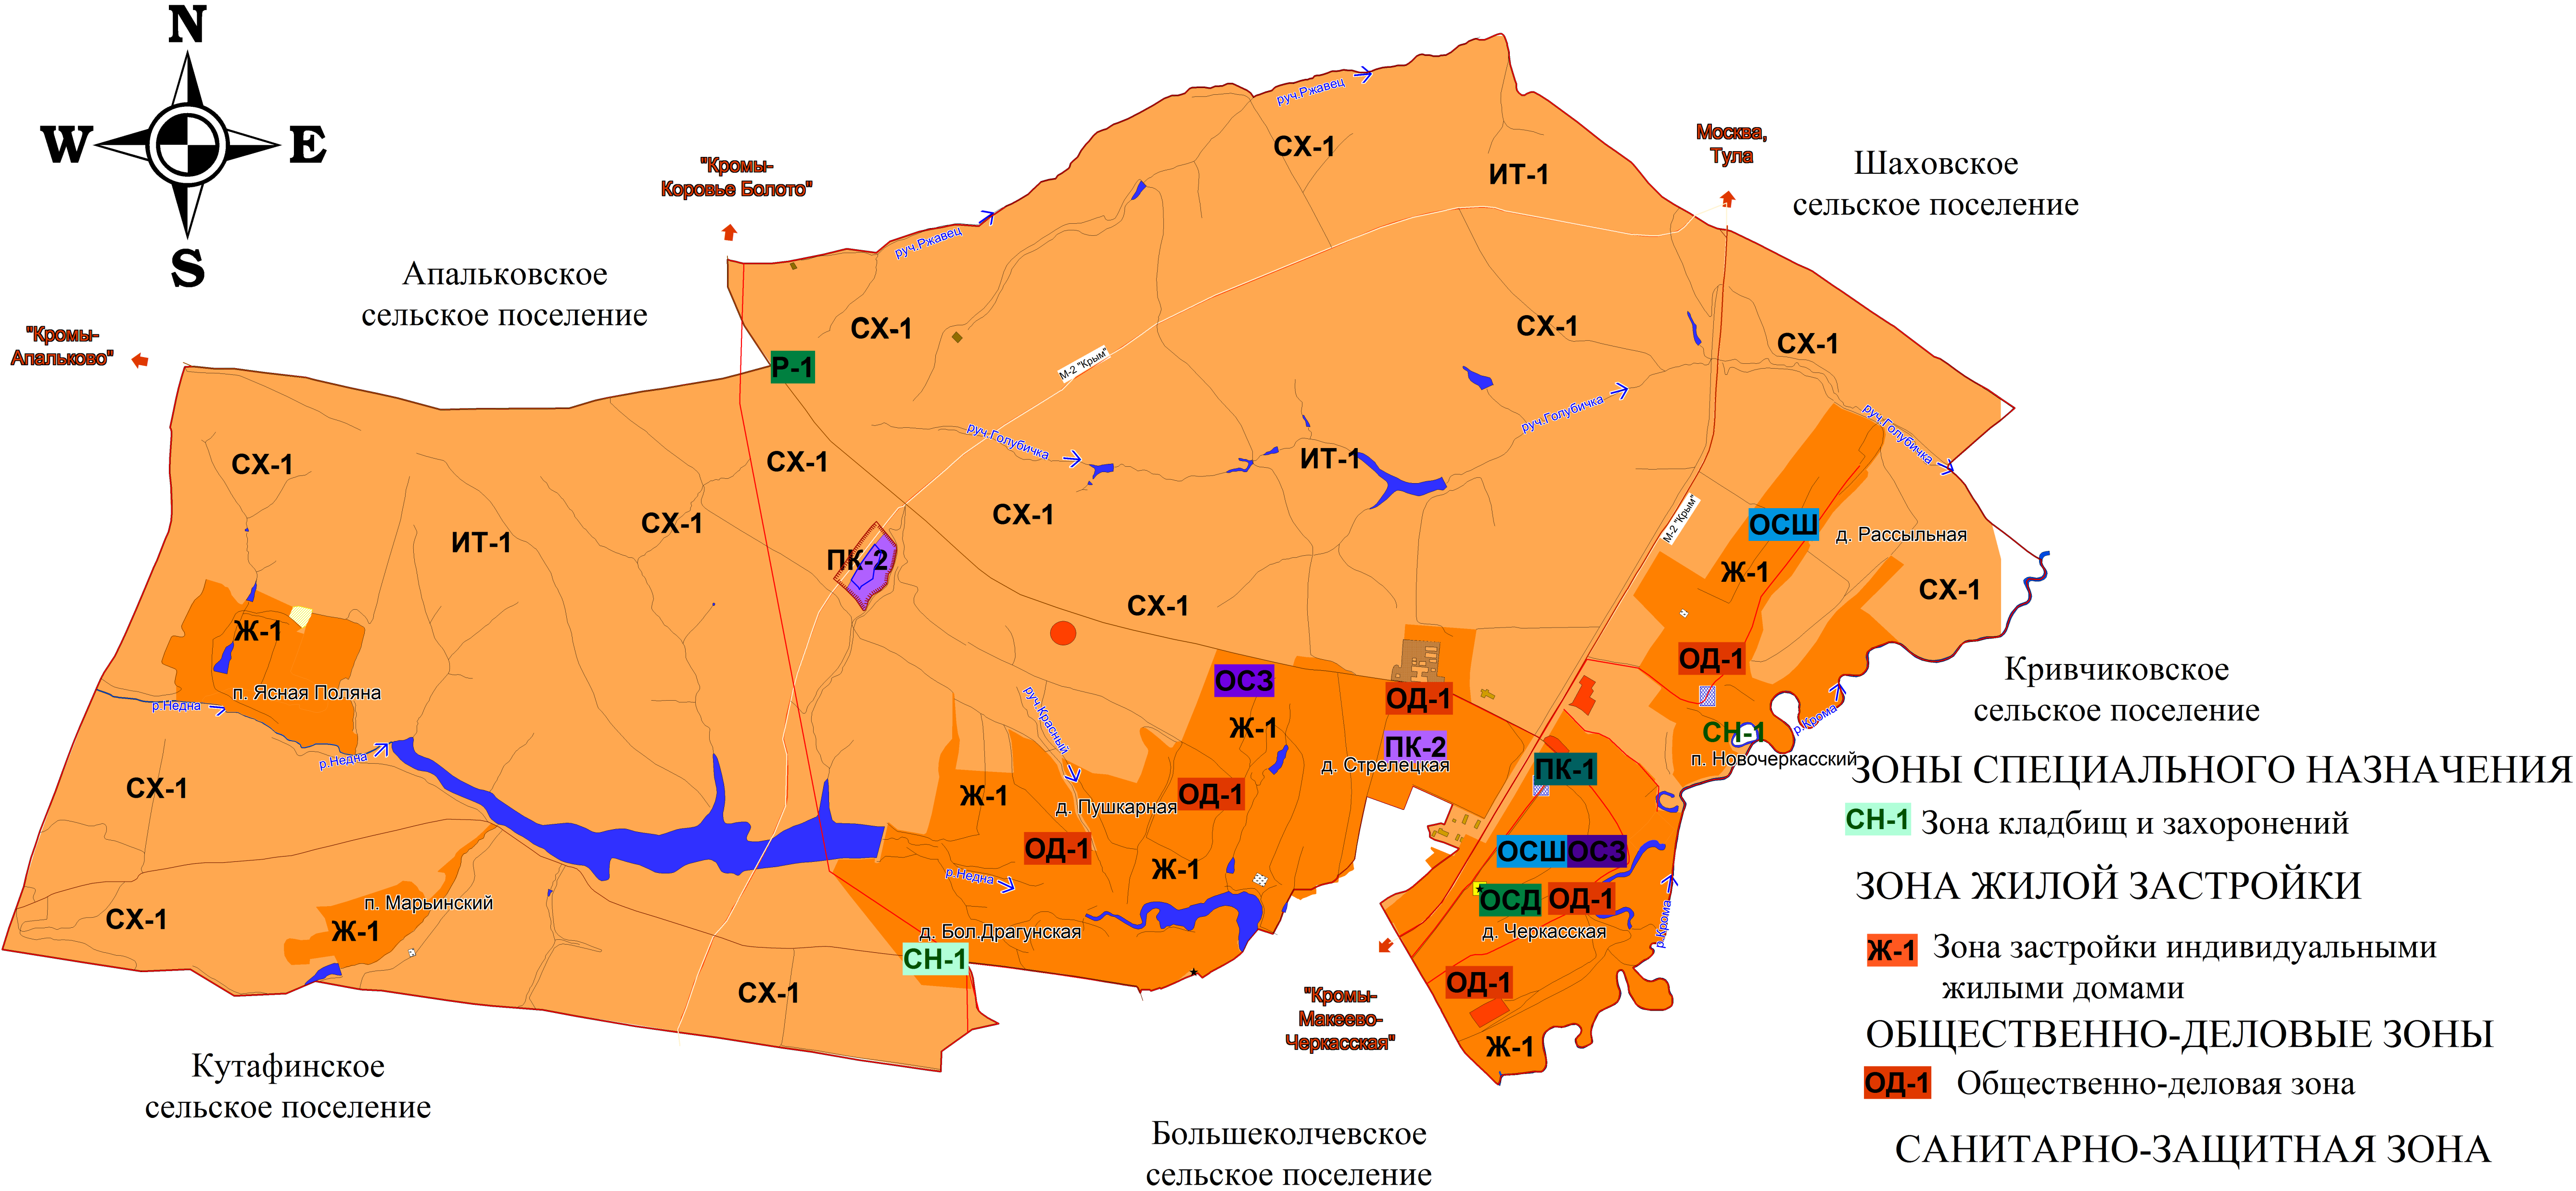 N
W
E
S
"Кромы-
Коровье Болото"
Москва,
Тула
Шаховское
сельское поселение
Апальковское
сельское поселение
"Кромы-
Апальково"
руч.Ржавец
СХ-1
ИТ-1
руч.Ржавец
СХ-1
СХ-1
СХ-1
М-2 "Крым"
Р-1
руч.Голубичка
руч.Голубичка
руч.Голубичка
СХ-1
СХ-1
ИТ-1
СХ-1
СХ-1
ИТ-1
М-2 "Крым"
ОСШ
д. Рассыльная
ПК-2
Ж-1
СХ-1
СХ-1
Ж-1
п. Ясная Поляна
р.Недна
р.Недна
ОД-1
ОСЗ
ОД-1
руч.Красный
Ж-1
ПК-2
д. Стрелецкая
СН-1
р.Крома
п. Новочеркасский
Кривчиковское
сельское поселение
ПК-1
СХ-1
Ж-1
ОД-1
д. Пушкарная
ОД-1
ОСШ
ОСЗ
Ж-1
р.Недна
ОСД
ОД-1
д. Черкасская
р.Крома
п. Марьинский
СХ-1
Ж-1
д. Бол.Драгунская
СН-1
СХ-1
ОД-1
"Кромы-
Макеево-
Черкасская"
Ж-1
Кутафинское
сельское поселение
Большеколчевское
сельское поселение
ЗОНЫ СПЕЦИАЛЬНОГО НАЗНАЧЕНИЯ
СН-1 Зона кладбищ и захоронений
ЗОНА ЖИЛОЙ ЗАСТРОЙКИ
Ж-1 Зона застройки индивидуальными
жилыми домами
ОБЩЕСТВЕННО-ДЕЛОВЫЕ ЗОНЫ
ОД-1 Общественно-деловая зона
САНИТАРНО-ЗАЩИТНАЯ ЗОНА